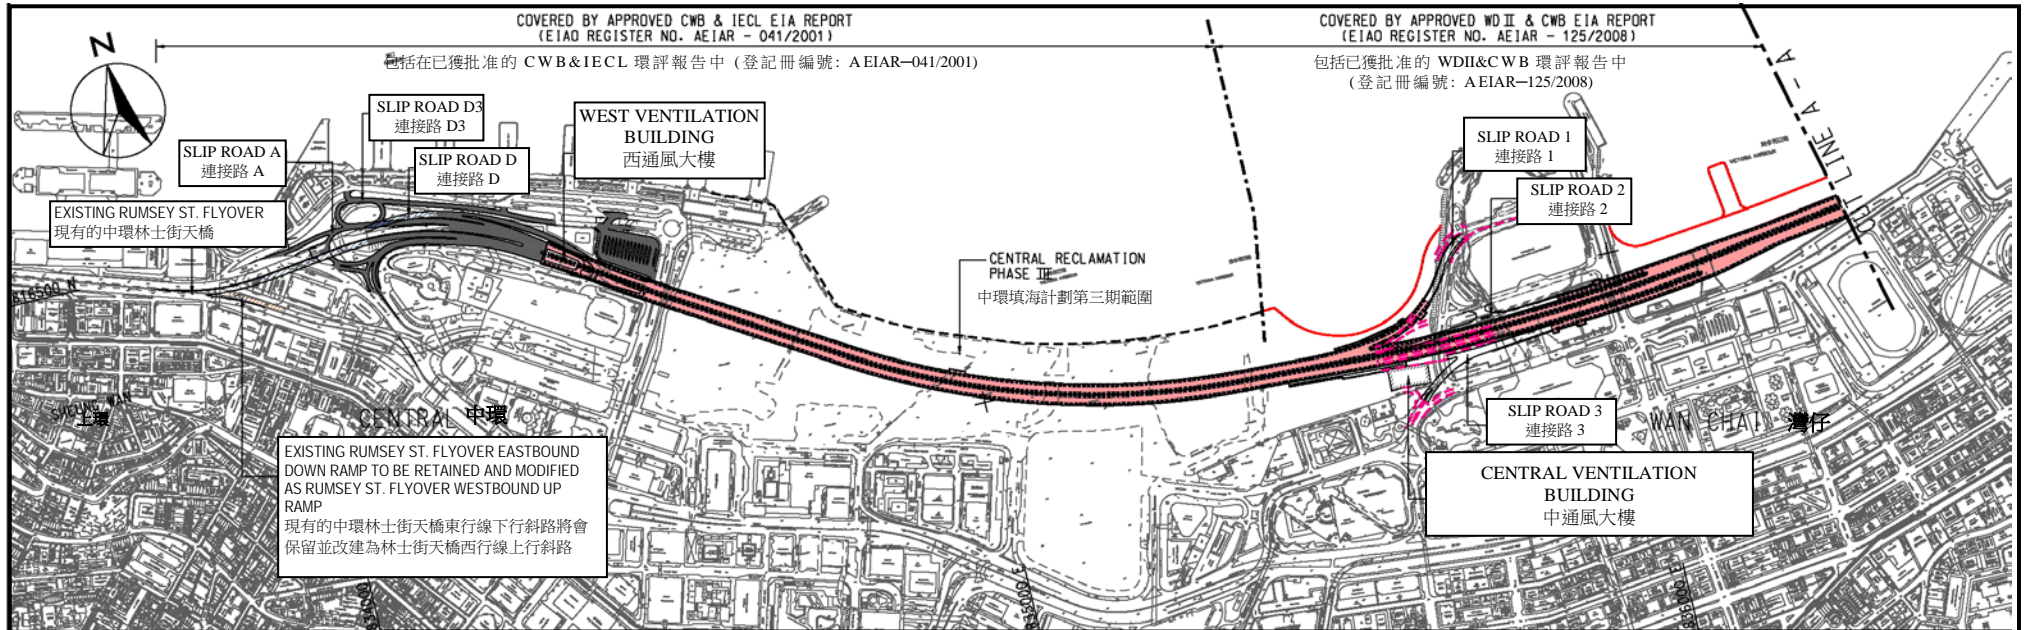 COVERED BY APPROVED CWB & IECL EIA REPORT
(EIAO REGISTER NO. AEIAR - 041/2001)
包括在已獲批准的 CWB&IECL 環評報告中 (登記冊編號: AEIAR—041/2001)
COVERED BY APPROVED WDII & CWB EIA REPORT
(EIAO REGISTER NO. AEIAR - 125/2008)
包括已獲批准的 WDII&CWB 環評報告中
(登記冊編號: AEIAR—125/2008)
N
SLIP ROAD D3
連接路 D3
SLIP ROAD A
連接路 A
SLIP ROAD D
連接路 D
WEST VENTILATION
BUILDING
西通風大樓
EXISTING RUMSEY ST. FLYOVER
現有的中環林士街天橋
SLIP ROAD 1
連接路 1
SLIP ROAD 2
連接路 2
CUT LINE A - A
CENTRAL RECLAMATION
PHASE III
中環填海計劃第三期範圍
816500 N
SHEUNG WAN
上環
CENTRAL 中環
SLIP ROAD 3
連接路 3
WAN CHAI 灣仔
EXISTING RUMSEY ST. FLYOVER EASTBOUND
DOWN RAMP TO BE RETAINED AND MODIFIED
AS RUMSEY ST. FLYOVER WESTBOUND UP
RAMP
現有的中環林士街天橋東行線下行斜路將會
保留並改建為林士街天橋西行線上行斜路
CENTRAL VENTILATION
BUILDING
中通風大樓
835000 E
836000 E